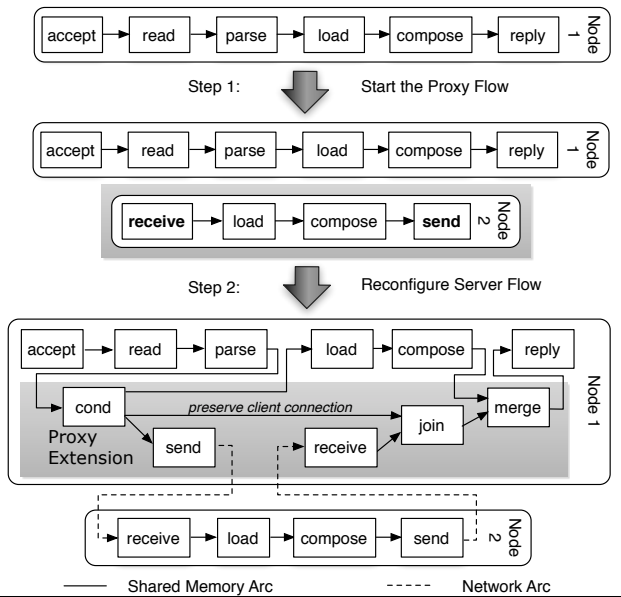 accept read parse load compose reply Node 1
Step 1: Start the Proxy Flow
accept read parse load compose reply Node 1
receive load compose send Node 2
Step 2: Reconfigure Server Flow
accept read parse load compose reply Node 1
cond preserve client connection join merge
Proxy Extension
send receive
receive load compose send Node 2
Shared Memory Arc Network Arc